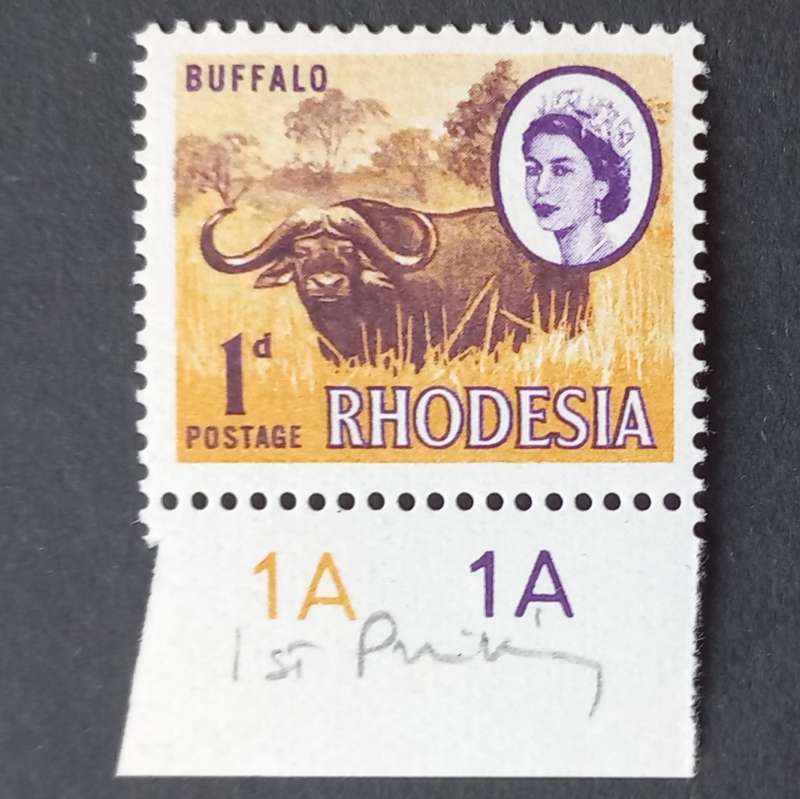 BUFFALO
1d
POSTAGE RHODESIA
1A 1A
1st Printing